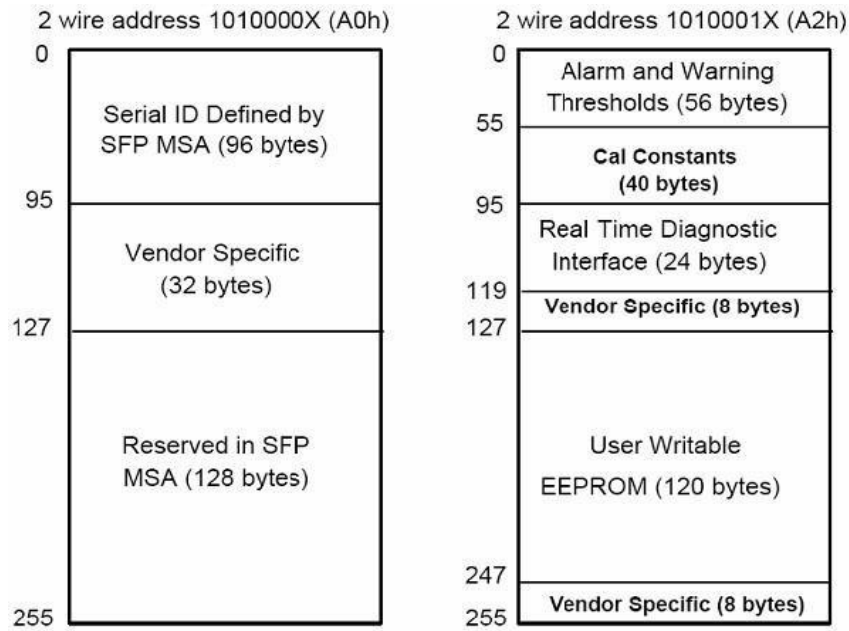 2 wire address 1010000X (A0h)
0
Serial ID Defined by
SFP MSA (96 bytes)
95
Vendor Specific
(32 bytes)
127
Reserved in SFP
MSA (128 bytes)
255
2 wire address 1010001X (A2h)
0
Alarm and Warning
Thresholds (56 bytes)
55
Cal Constants
(40 bytes)
95
Real Time Diagnostic
Interface (24 bytes)
119
Vendor Specific (8 bytes)
127
User Writable
EEPROM (120 bytes)
247
Vendor Specific (8 bytes)
255